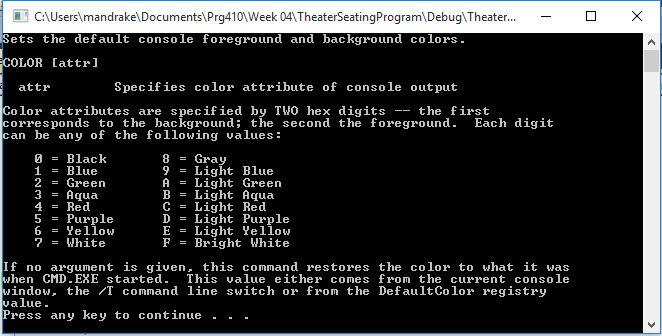 C:\Users\mandrake\Documents\Prg410\Week 04\TheaterSeatingProgram\Debug\Theater...
Sets the default console foreground and background colors.
COLOR [attr]
attr Specifies color attribute of console output
Color attributes are specified by TWO hex digits -- the first
corresponds to the background; the second the foreground. Each digit
can be any of the following values:
0 = Black 8 = Gray
1 = Blue 9 = Light Blue
2 = Green A = Light Green
3 = Aqua B = Light Aqua
4 = Red C = Light Red
5 = Purple D = Light Purple
6 = Yellow E = Light Yellow
7 = White F = Bright White
If no argument is given, this command restores the color to what it was
when CMD.EXE started. This value either comes from the current console
window, the /T command line switch or from the DefaultColor registry
value.
Press any key to continue . . .